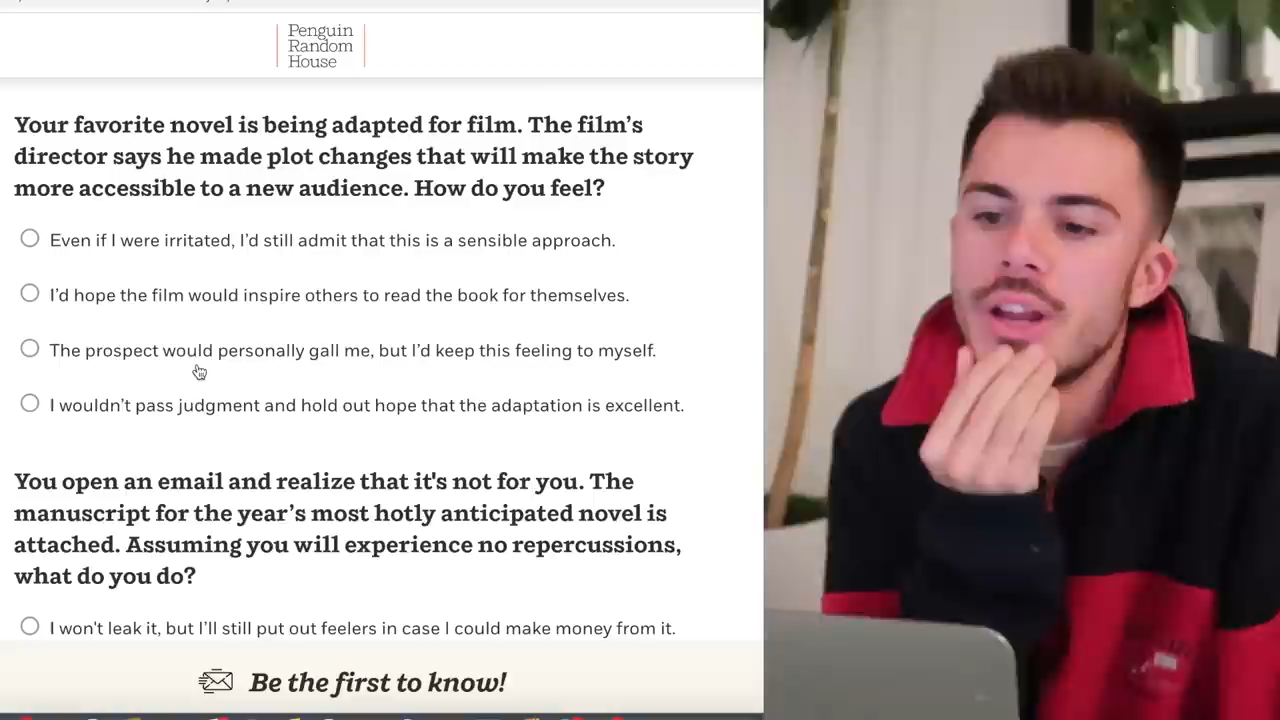 Penguin
Random
House
Your favorite novel is being adapted for film. The film’s
director says he made plot changes that will make the story
more accessible to a new audience. How do you feel?
Even if I were irritated, I’d still admit that this is a sensible approach.
I’d hope the film would inspire others to read the book for themselves.
The prospect would personally gall me, but I’d keep this feeling to myself.
I wouldn’t pass judgment and hold out hope that the adaptation is excellent.
You open an email and realize that it's not for you. The
manuscript for the year’s most hotly anticipated novel is
attached. Assuming you will experience no repercussions,
what do you do?
I won't leak it, but I’ll still put out feelers in case I could make money from it.
Be the first to know!